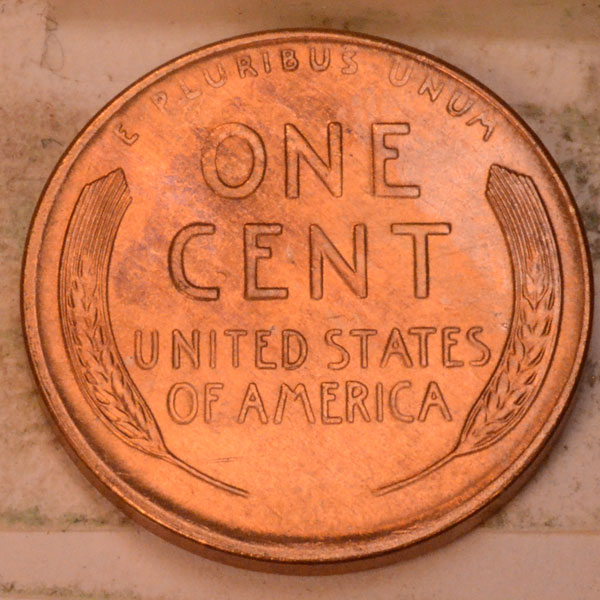 E PLURIBUS UNUM
ONE
CENT
UNITED STATES
OF AMERICA